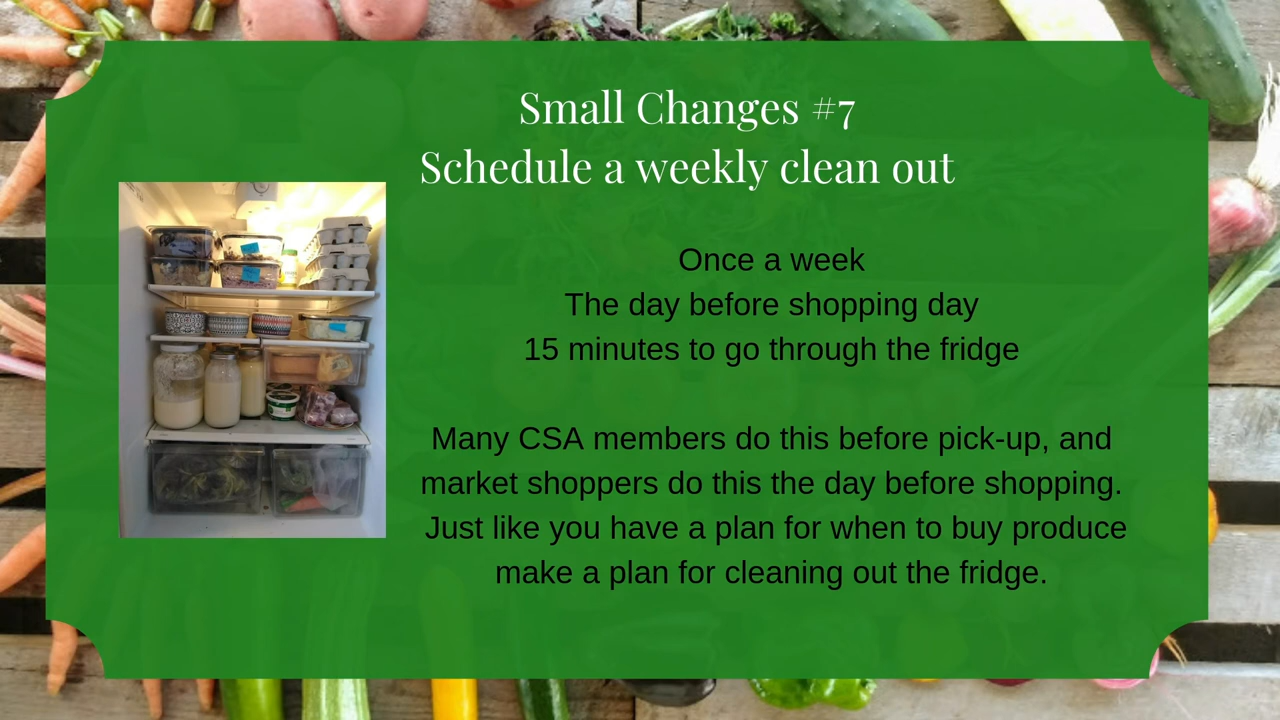 Small Changes #7
Schedule a weekly clean out
Once a week
The day before shopping day
15 minutes to go through the fridge
Many CSA members do this before pick-up, and
market shoppers do this the day before shopping.
Just like you have a plan for when to buy produce
make a plan for cleaning out the fridge.